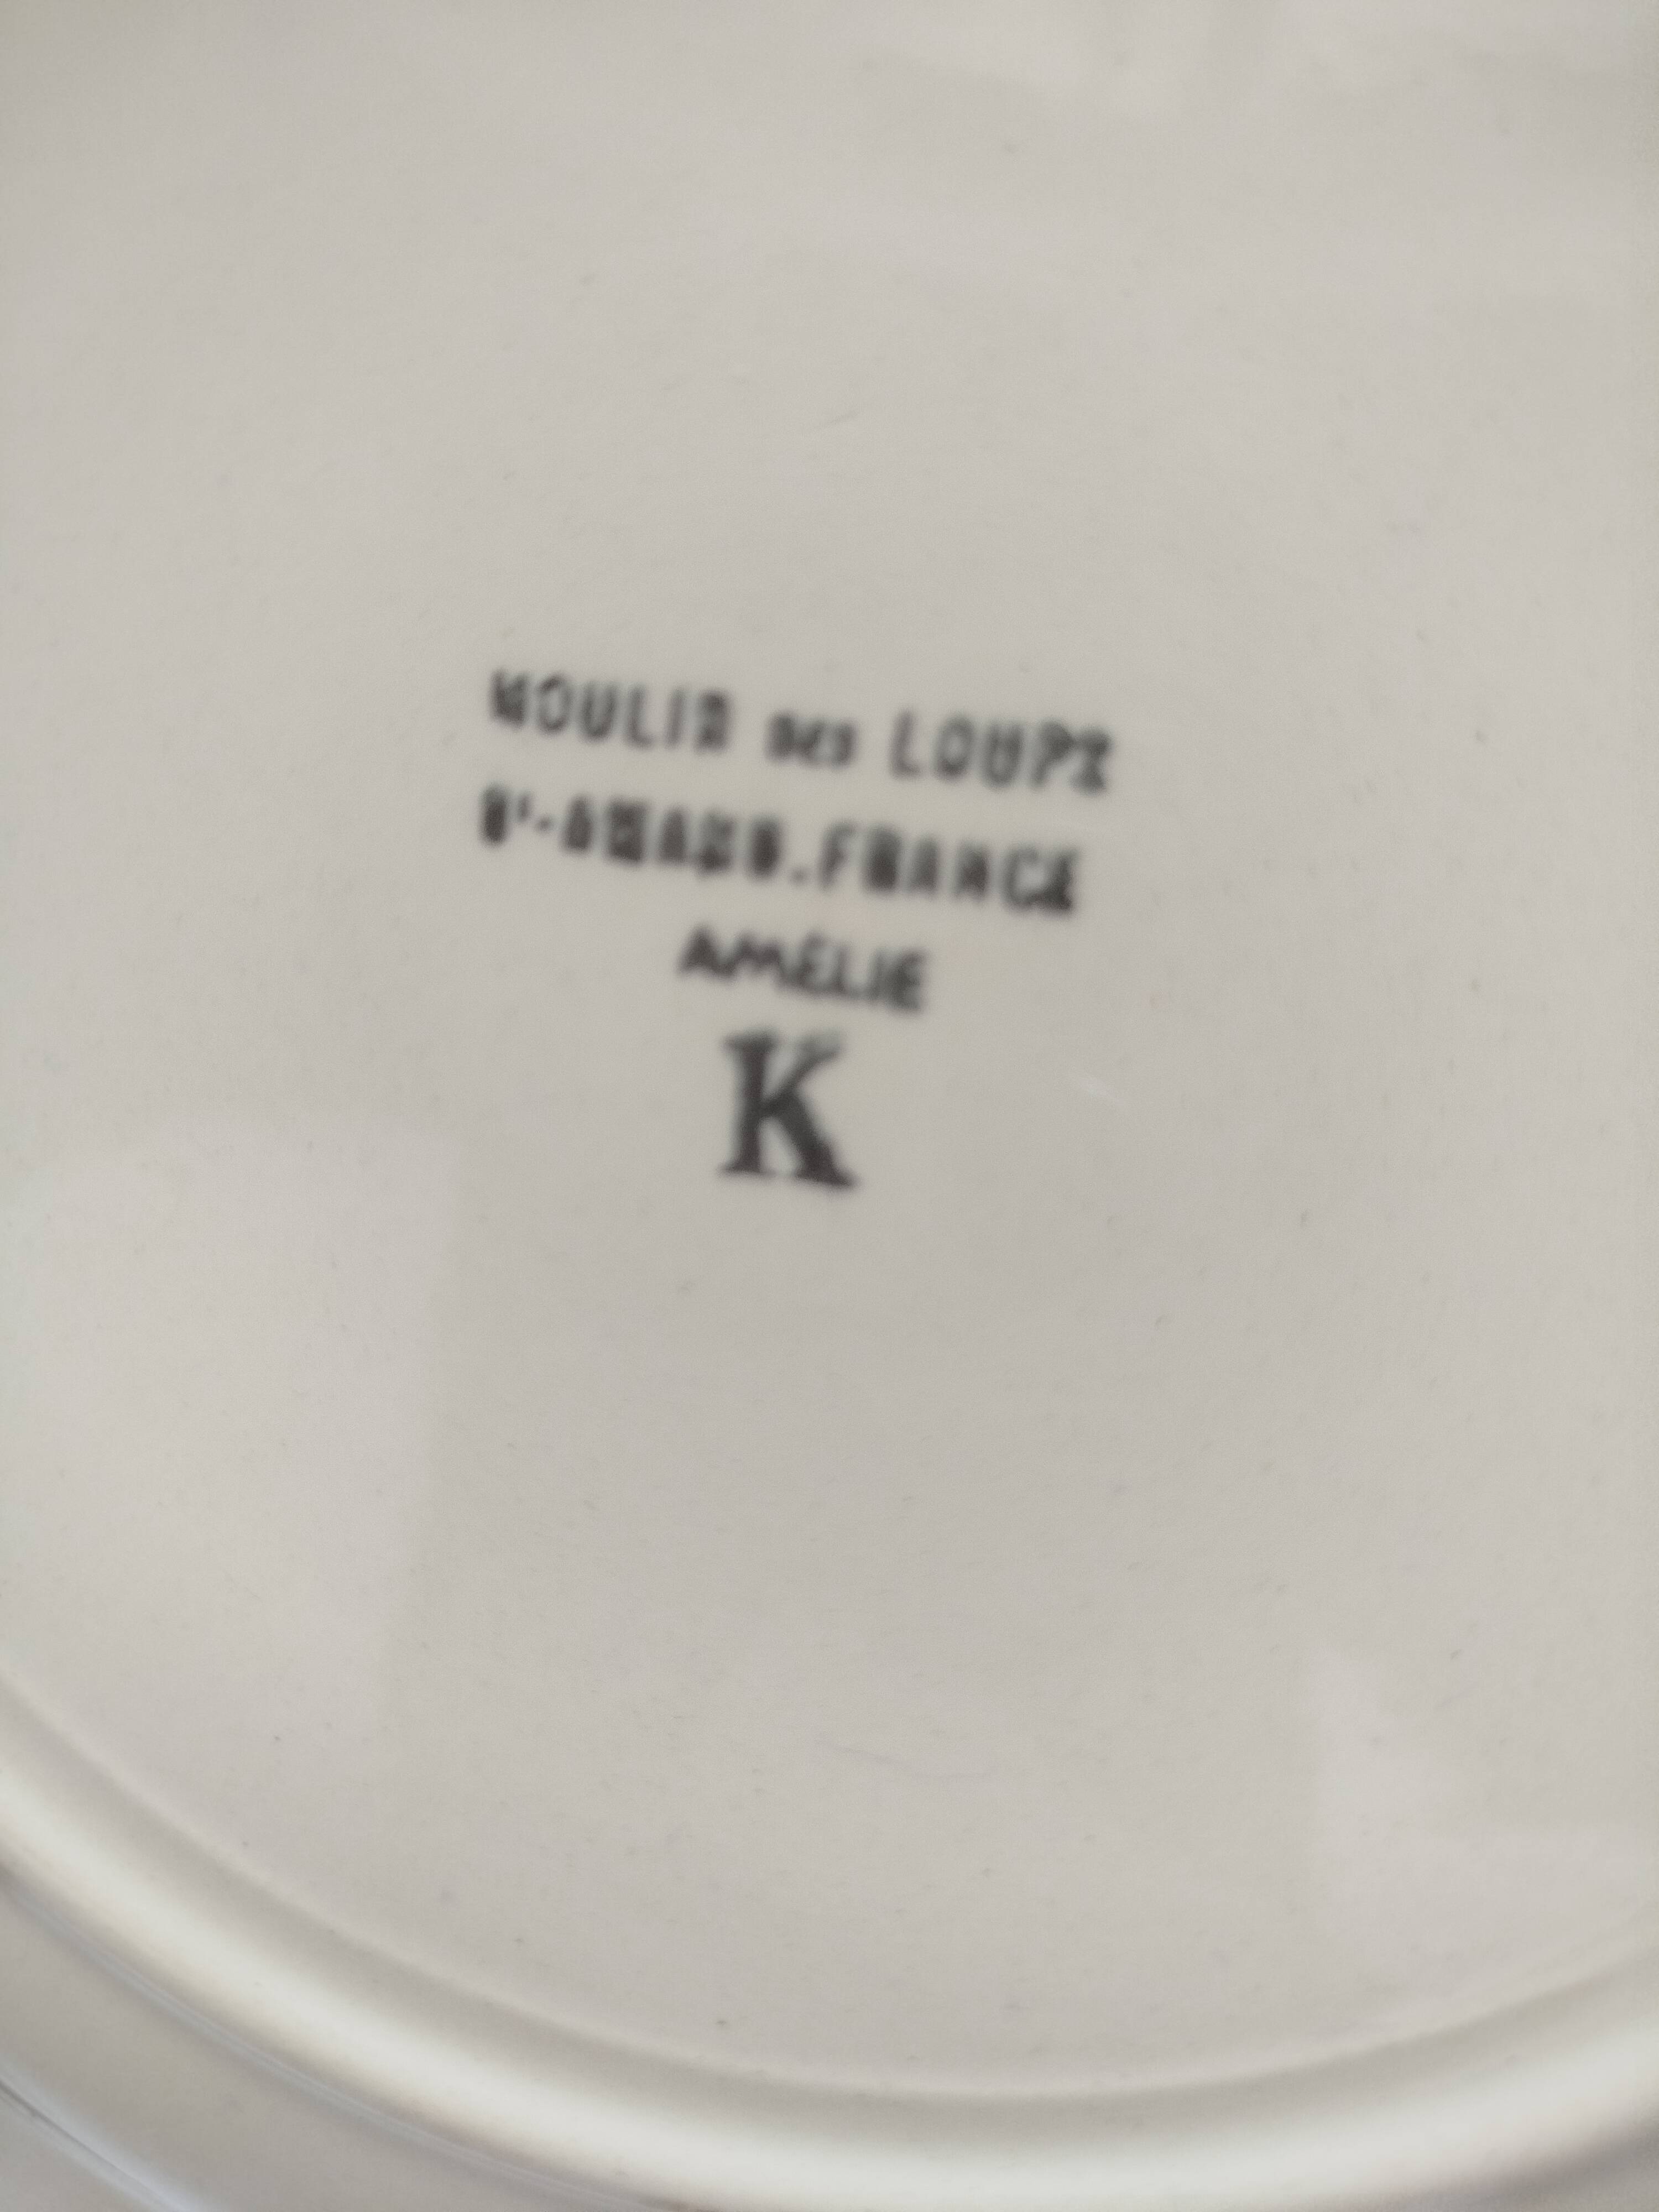 MOULIN DES LOUPS
St-AMAND.FRANCE
AMÉLIE
K